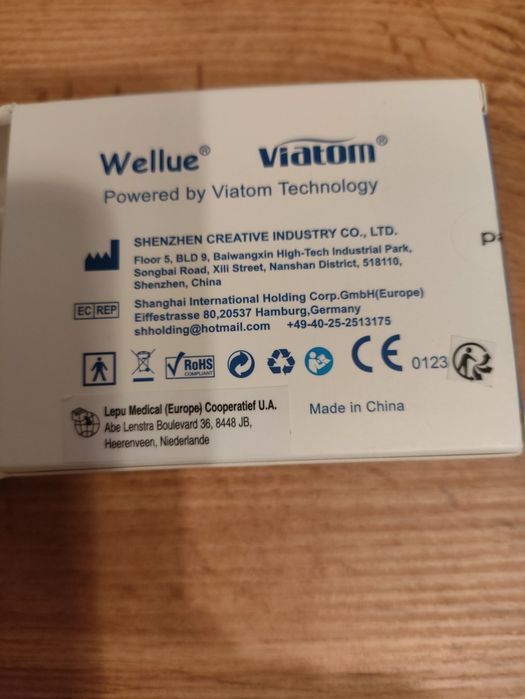 Wellue®
Viatom®
Powered by Viatom Technology
SHENZHEN CREATIVE INDUSTRY CO., LTD.
Floor 5, BLD 9, Baiwangxin High-Tech Industrial Park,
Songbai Road, Xili Street, Nanshan District, 518110,
Shenzhen, China
EC REP
Shanghai International Holding Corp.GmbH(Europe)
Eiffestrasse 80,20537 Hamburg,Germany
shholding@hotmail.com +49-40-25-2513175
RoHS
COMPLIANT
CE 0123
Lepu Medical (Europe) Cooperatief U.A.
Abe Lenstra Boulevard 36, 8448 JB,
Heerenveen, Niederlande
Made in China